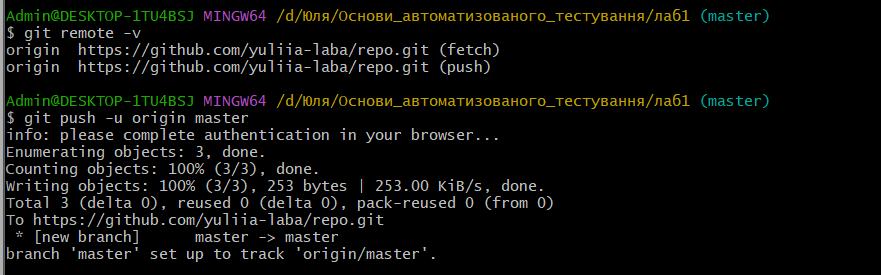 Admin@DESKTOP-1TU4BSJ MINGW64 /d/Юля/Основи_автоматизованого_тестування/лаб1 (master)
$ git remote -v
origin  https://github.com/yuliia-laba/repo.git (fetch)
origin  https://github.com/yuliia-laba/repo.git (push)
Admin@DESKTOP-1TU4BSJ MINGW64 /d/Юля/Основи_автоматизованого_тестування/лаб1 (master)
$ git push -u origin master
info: please complete authentication in your browser...
Enumerating objects: 3, done.
Counting objects: 100% (3/3), done.
Writing objects: 100% (3/3), 253 bytes | 253.00 KiB/s, done.
Total 3 (delta 0), reused 0 (delta 0), pack-reused 0 (from 0)
To https://github.com/yuliia-laba/repo.git
 * [new branch]      master -> master
branch 'master' set up to track 'origin/master'.